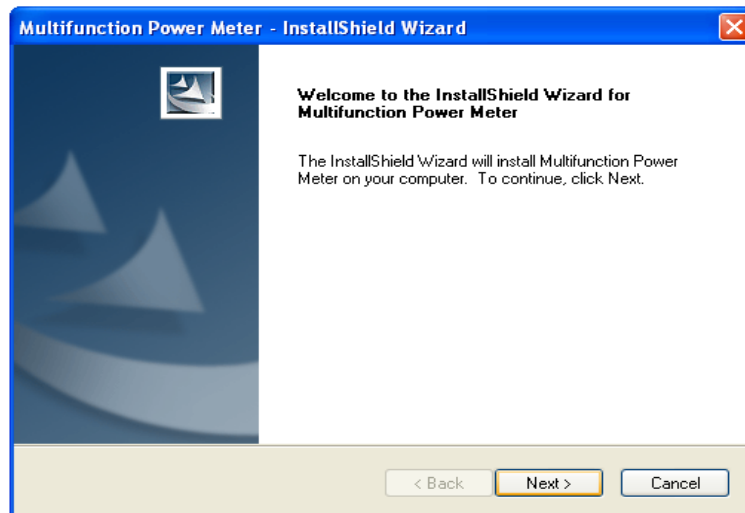 Multifunction Power Meter - InstallShield Wizard
Welcome to the InstallShield Wizard for
Multifunction Power Meter
The InstallShield Wizard will install Multifunction Power
Meter on your computer.  To continue, click Next.
< Back
Next >
Cancel